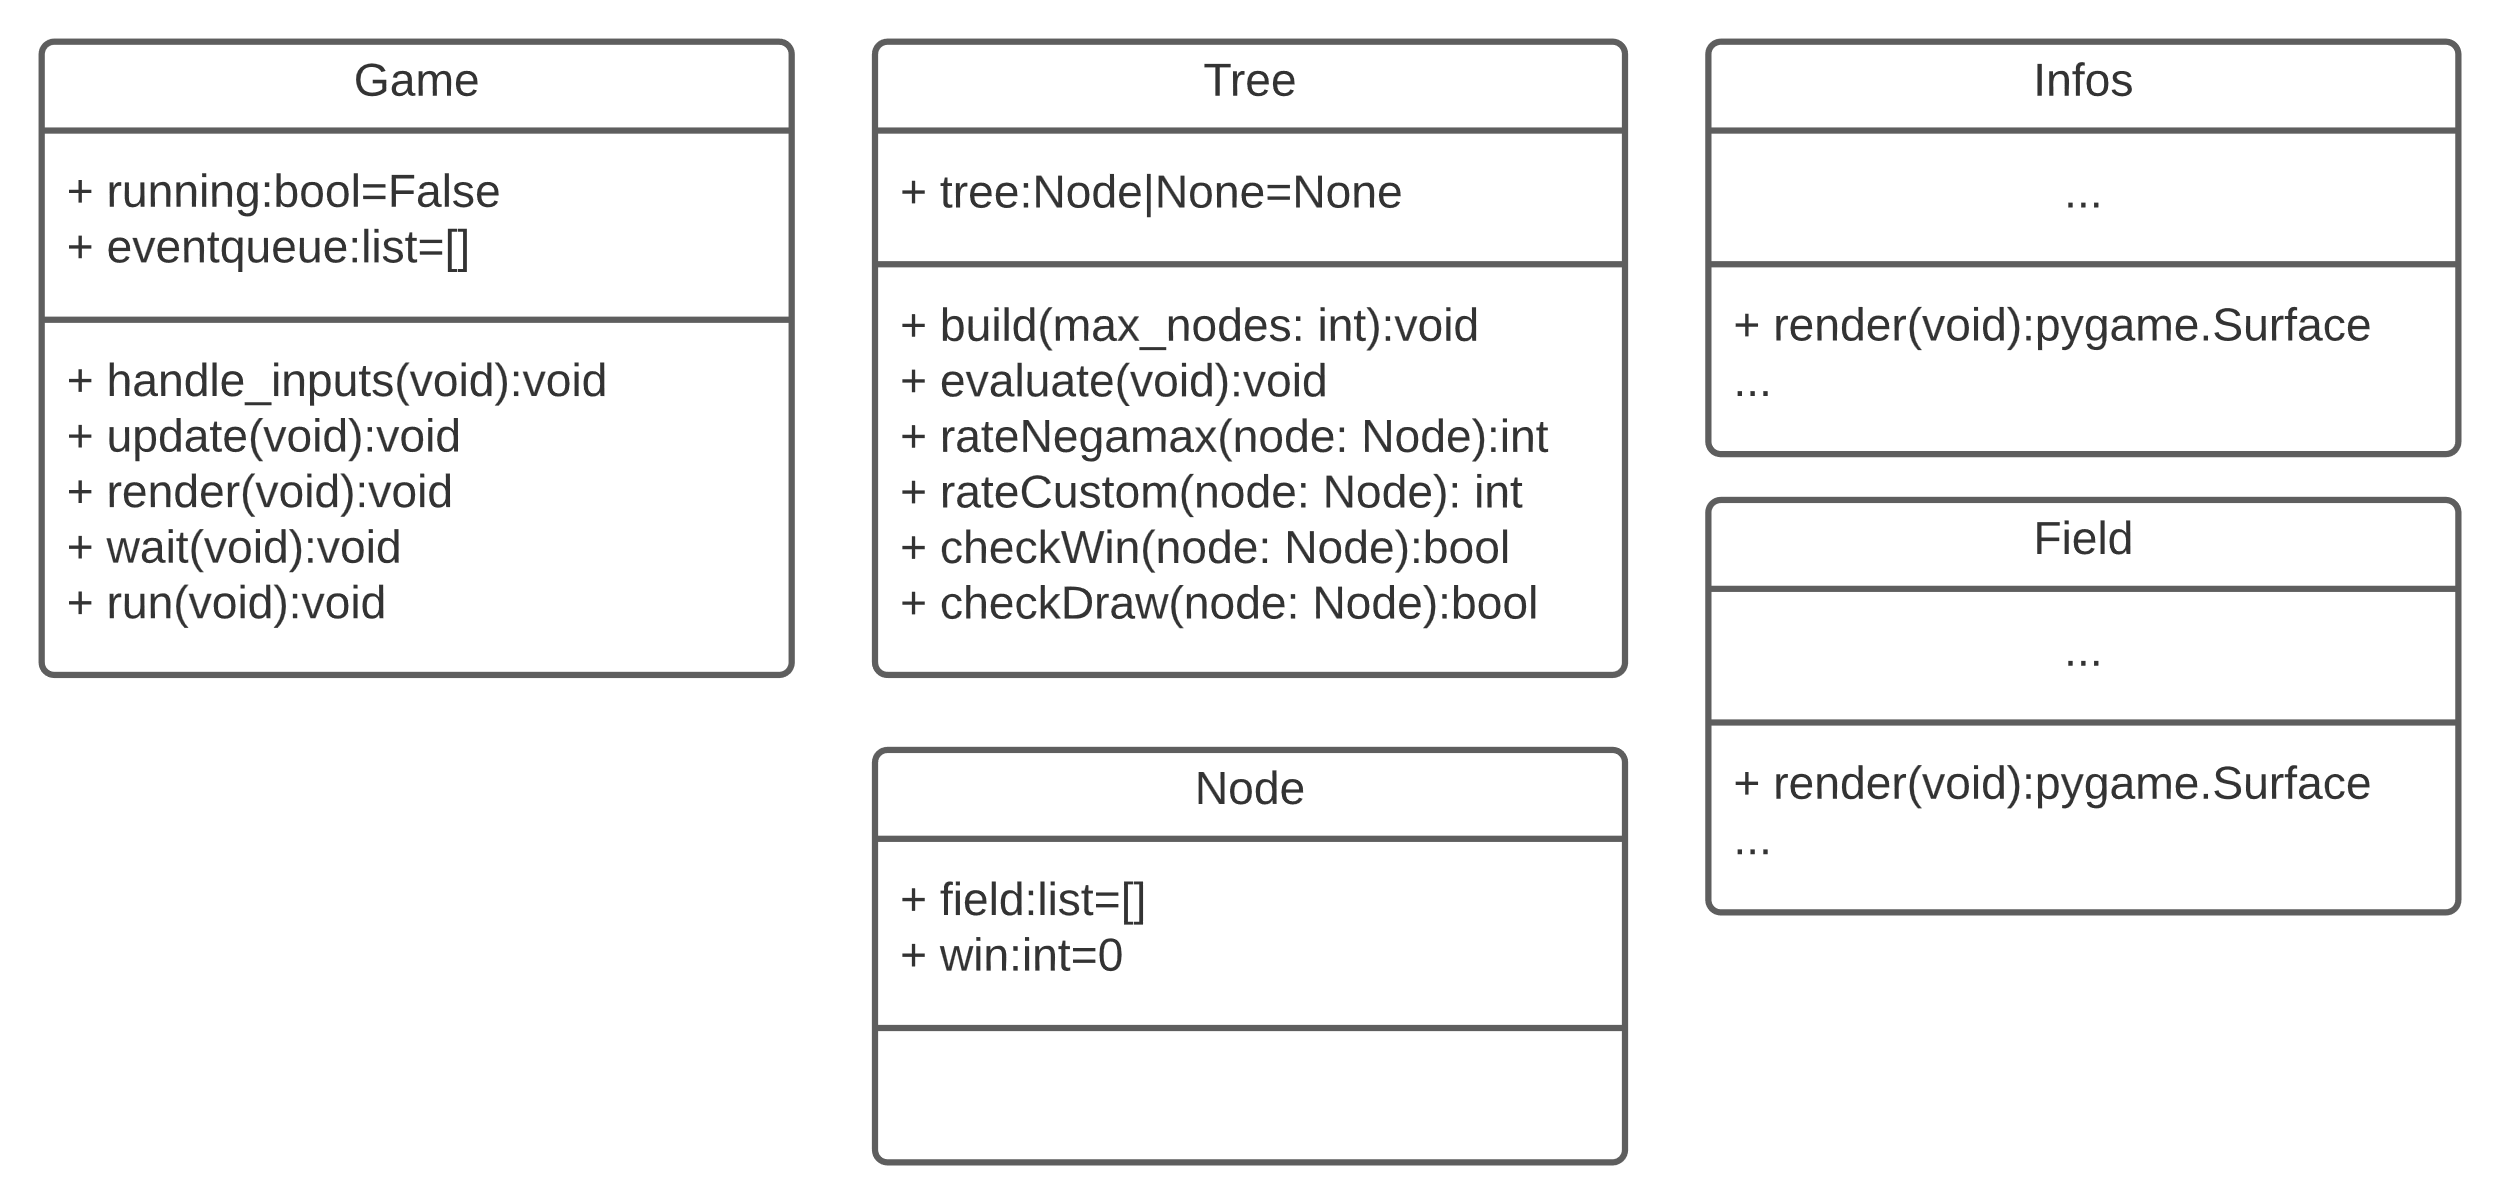 Game
+ running:bool=False
+ eventqueue:list=[]
+ handle_inputs(void):void
+ update(void):void
+ render(void):void
+ wait(void):void
+ run(void):void
Tree
+ tree:Node|None=None
+ build(max_nodes: int):void
+ evaluate(void):void
+ rateNegamax(node: Node):int
+ rateCustom(node: Node): int
+ checkWin(node: Node):bool
+ checkDraw(node: Node):bool
Node
+ field:list=[]
+ win:int=0
Infos
...
+ render(void):pygame.Surface
...
Field
...
+ render(void):pygame.Surface
...